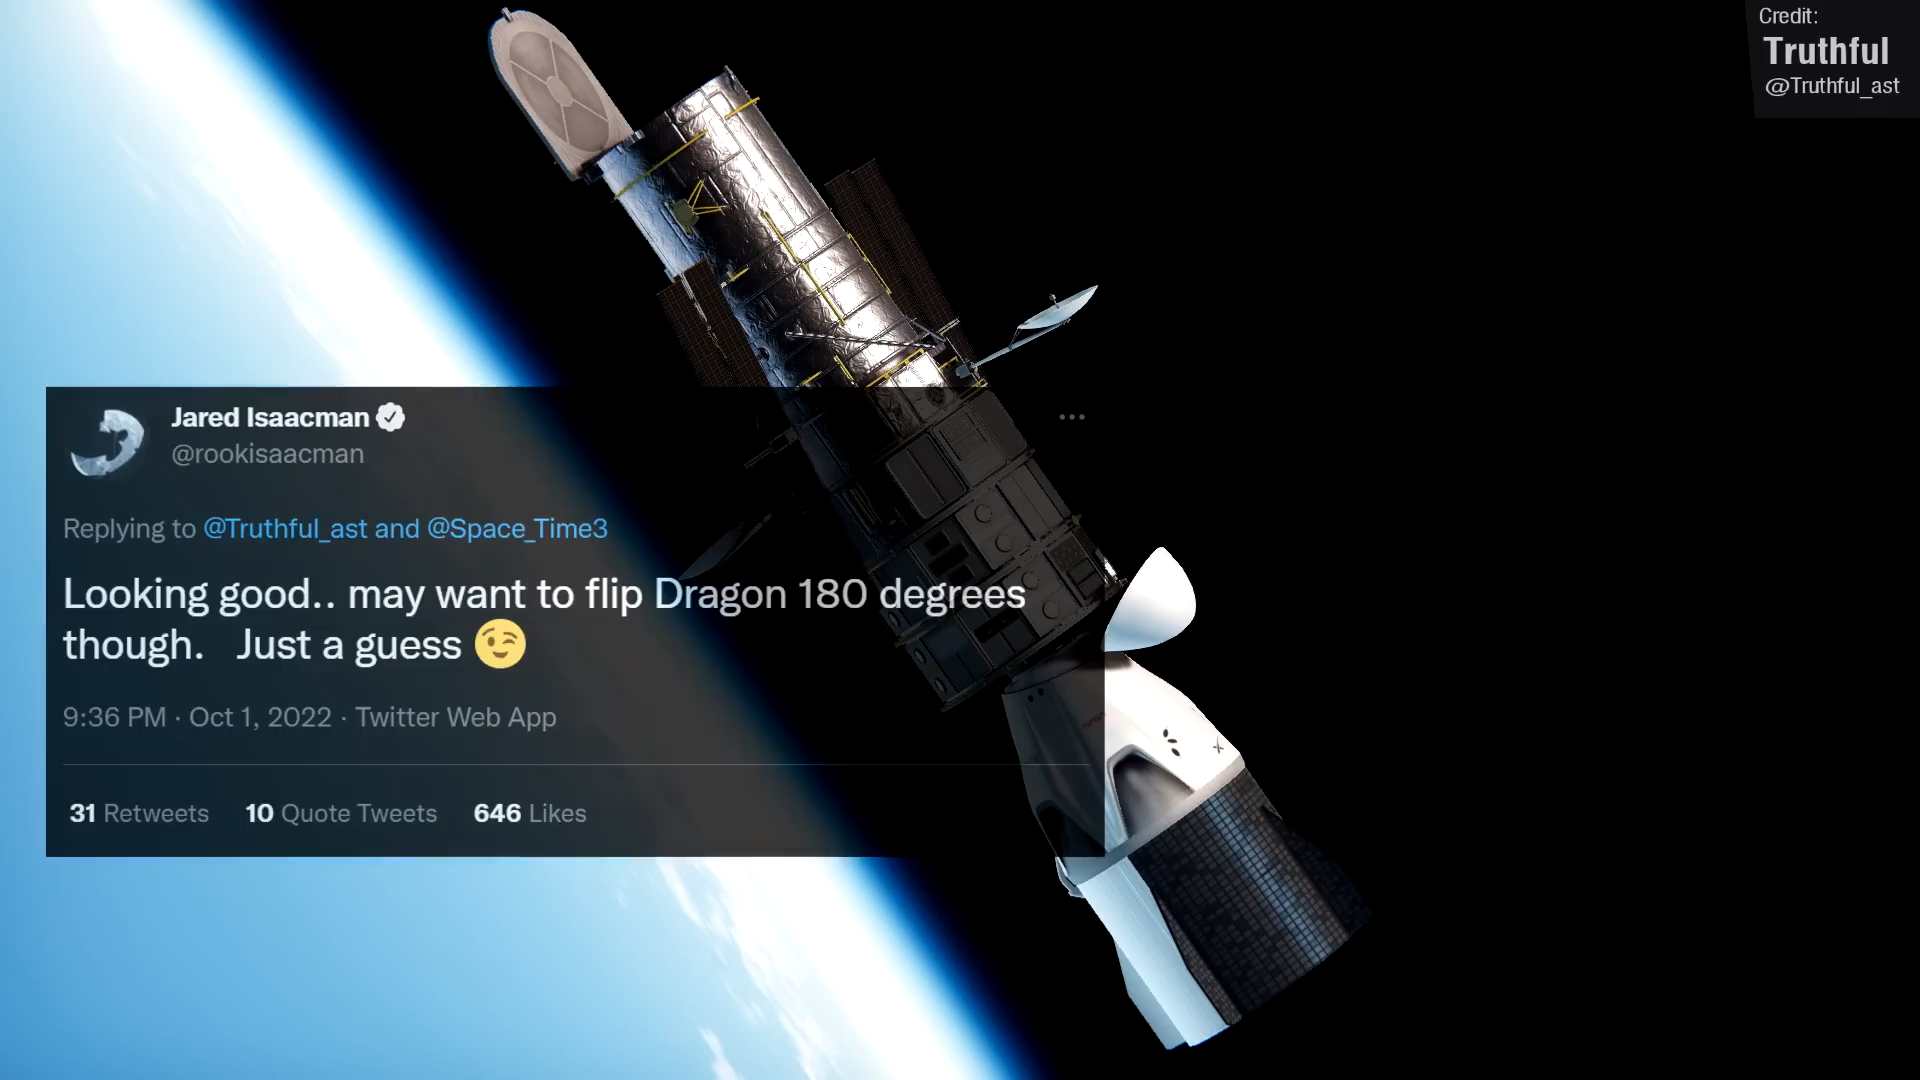 Credit:
Truthful
@Truthful_ast
Jared Isaacman
@rookisaacman
Replying to @Truthful_ast and @Space_Time3
Looking good.. may want to flip Dragon 180 degrees
though. Just a guess 😉
9:36 PM · Oct 1, 2022 · Twitter Web App
31 Retweets 10 Quote Tweets 646 Likes